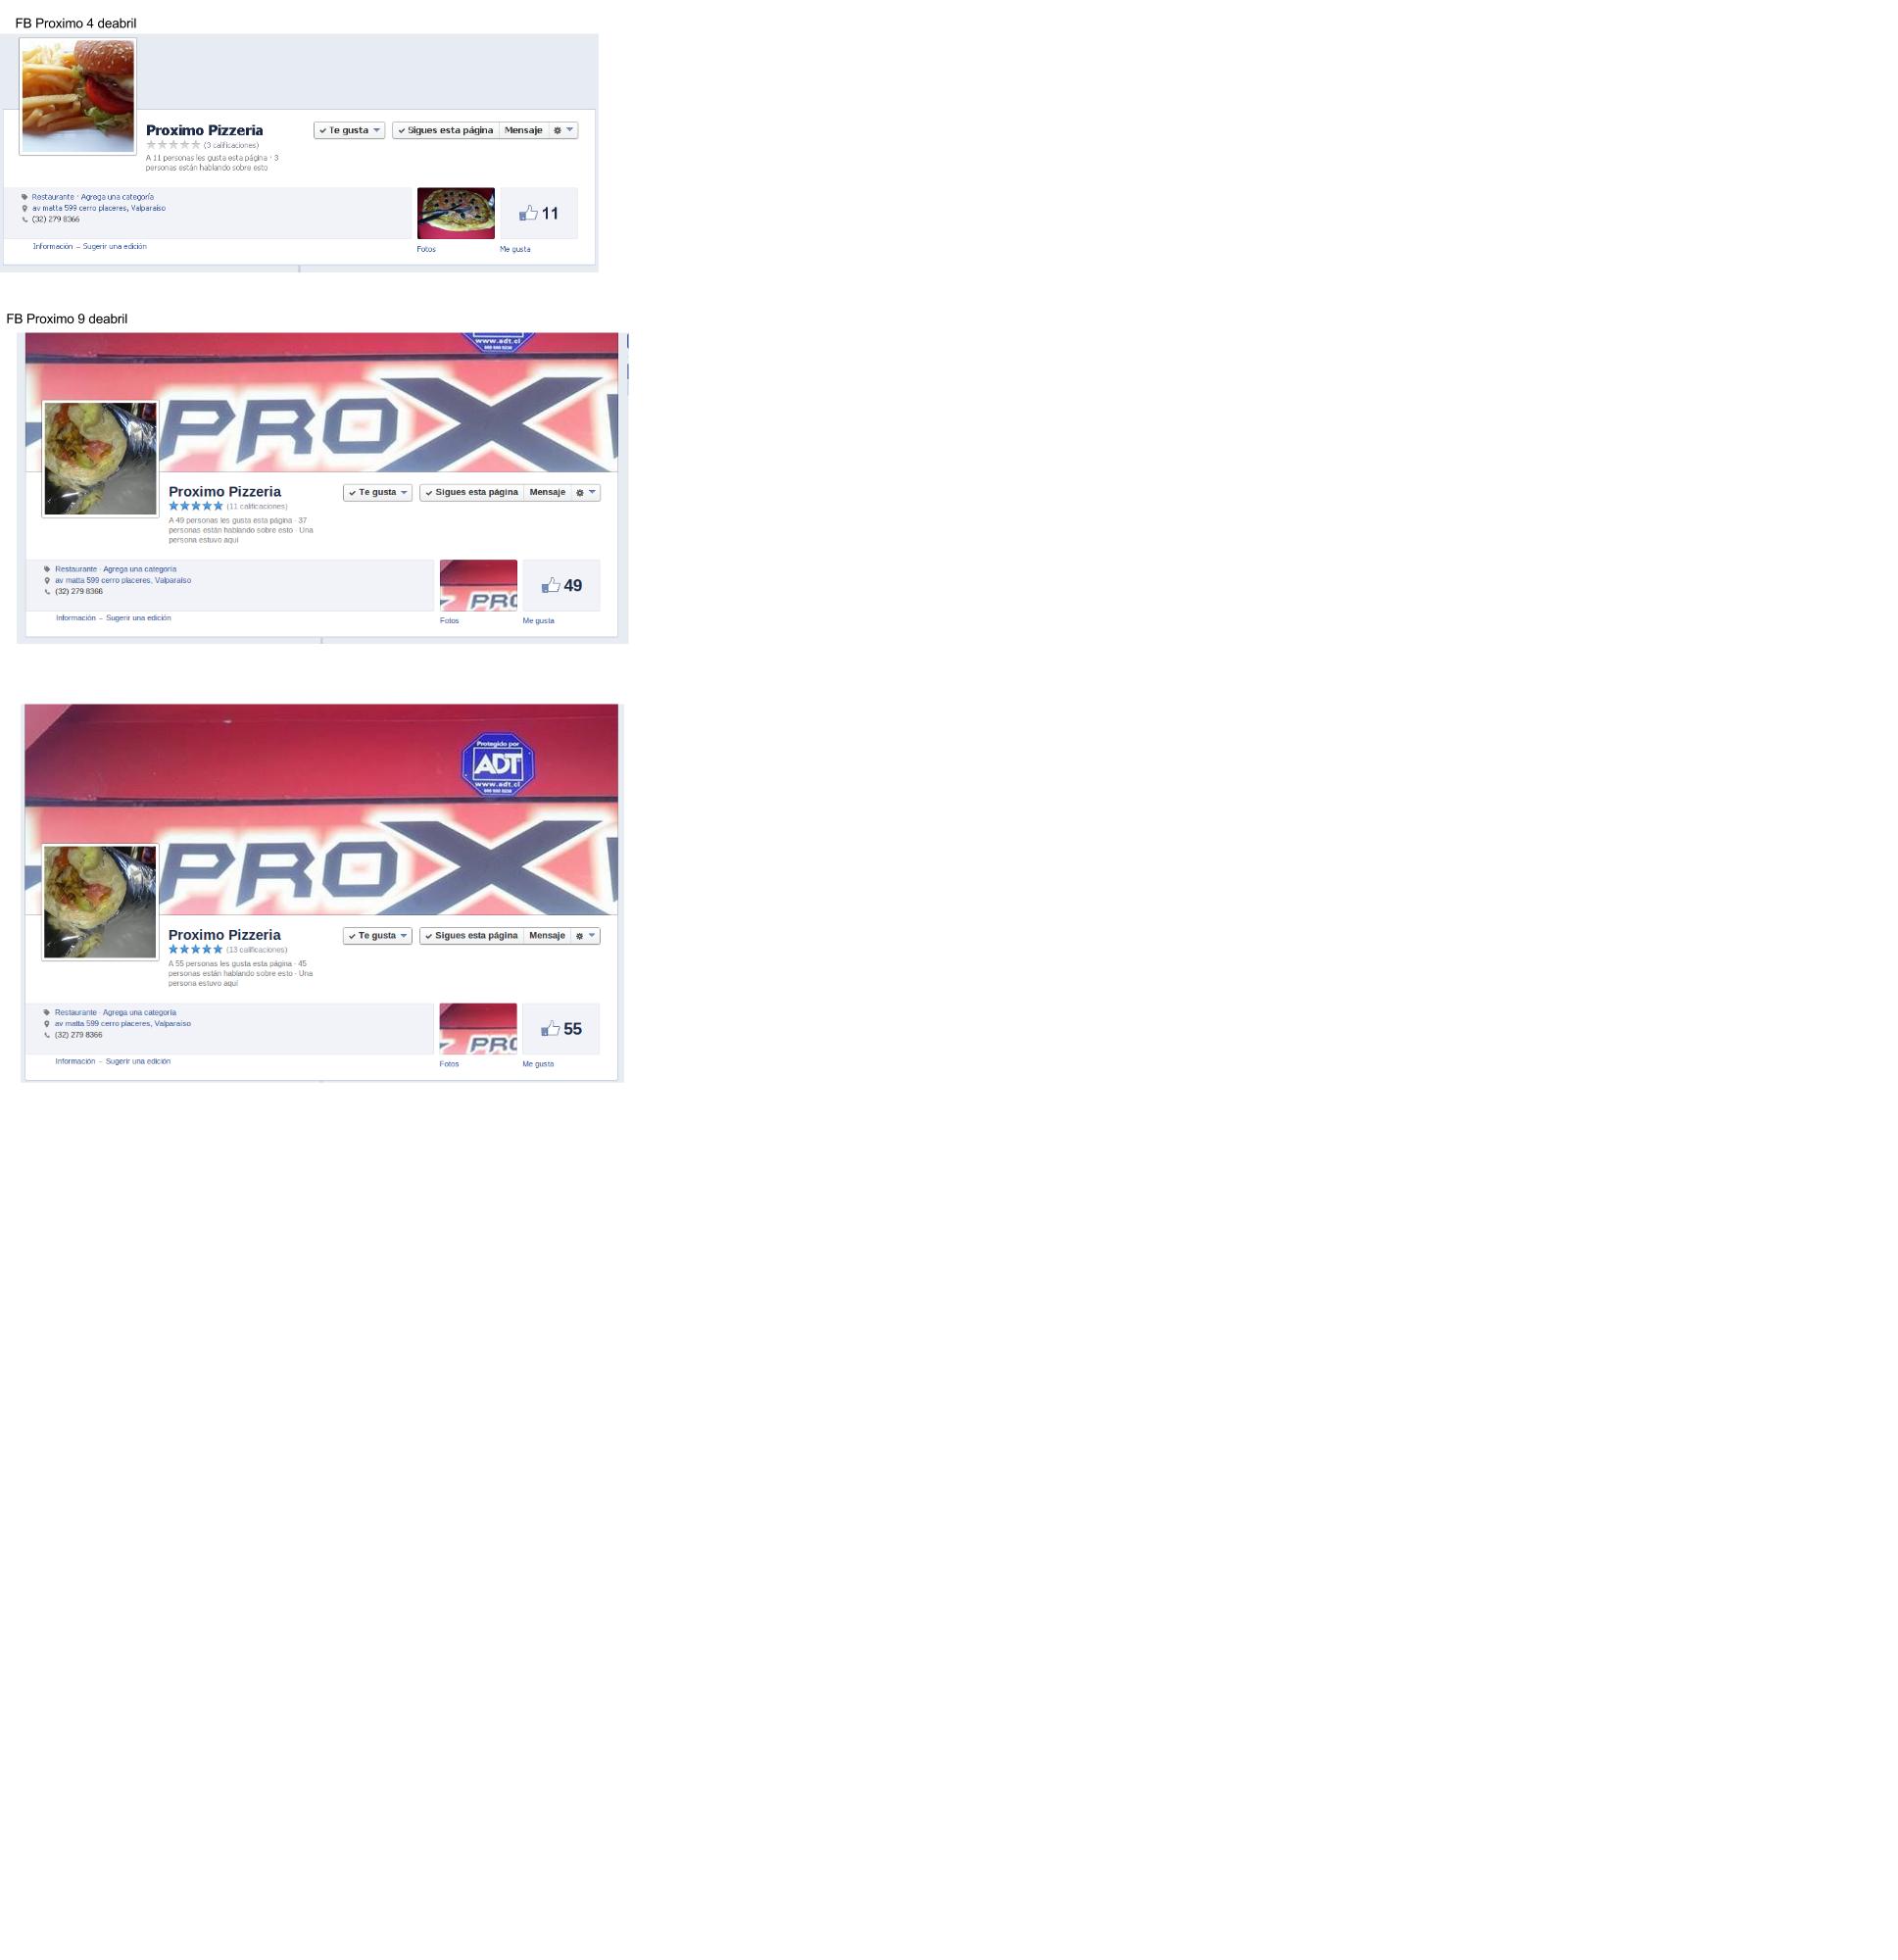 FB Proximo 4 deabril
Proximo Pizzeria
Te gusta
Sigues esta página
Mensaje
(3 calificaciones)
A 11 personas les gusta esta página · 3
personas están hablando sobre esto
Restaurante · Agrega una categoría
av matta 599 cerro placeres, Valparaíso
(32) 279 8366
11
Información – Sugerir una edición
Fotos
Me gusta
FB Proximo 9 deabril
www.adt.cl
PROX
Proximo Pizzeria
Te gusta
Sigues esta página
Mensaje
(11 calificaciones)
A 49 personas les gusta esta página · 37
personas están hablando sobre esto · Una
persona estuvo aquí
Restaurante · Agrega una categoría
av matta 599 cerro placeres, Valparaíso
(32) 279 8366
PRO
49
Información – Sugerir una edición
Fotos
Me gusta
Protegido por
ADT
www.adt.cl
PROX
Proximo Pizzeria
Te gusta
Sigues esta página
Mensaje
(13 calificaciones)
A 55 personas les gusta esta página · 45
personas están hablando sobre esto · Una
persona estuvo aquí
Restaurante · Agrega una categoría
av matta 599 cerro placeres, Valparaíso
(32) 279 8366
PRO
55
Información – Sugerir una edición
Fotos
Me gusta